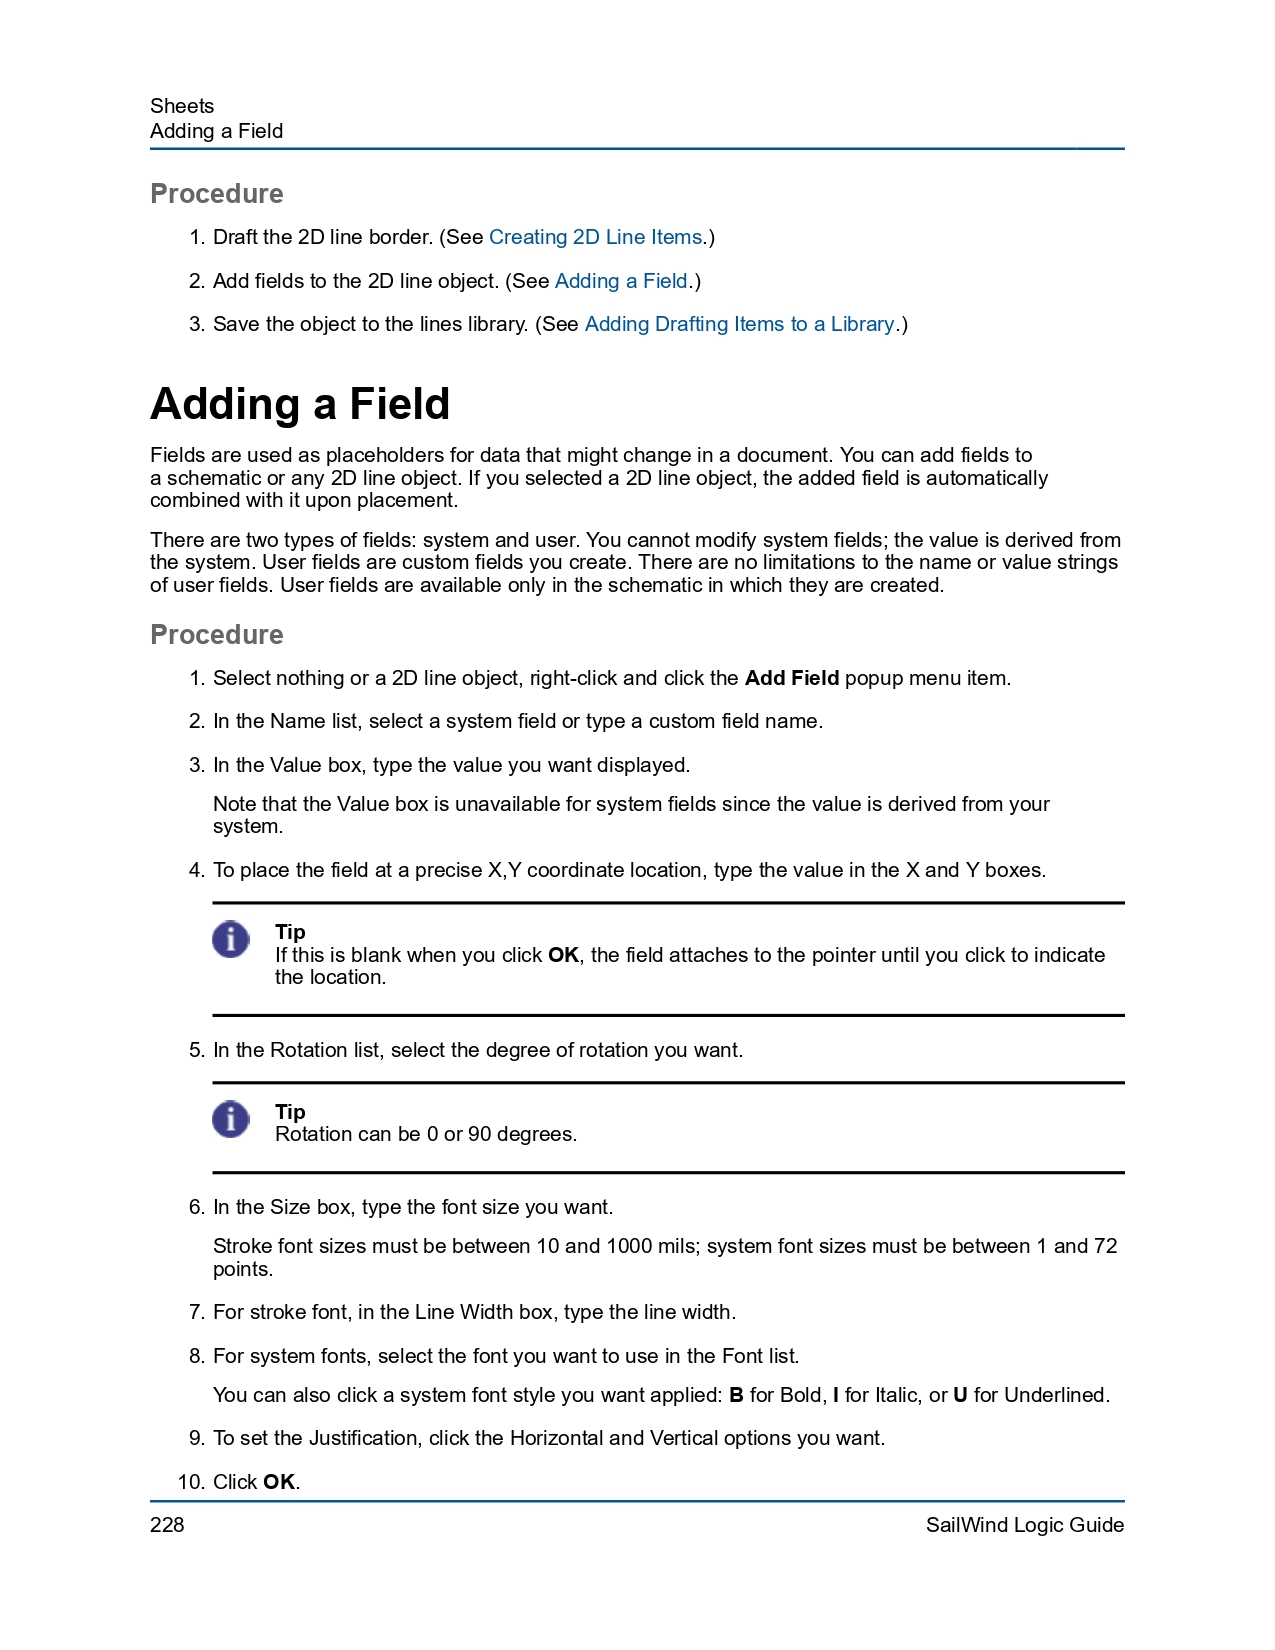 Sheets
Adding a Field
Procedure
1. Draft the 2D line border. (See Creating 2D Line Items.)
2. Add fields to the 2D line object. (See Adding a Field.)
3. Save the object to the lines library. (See Adding Drafting Items to a Library.)
Adding a Field
Fields are used as placeholders for data that might change in a document. You can add fields to
a schematic or any 2D line object. If you selected a 2D line object, the added field is automatically
combined with it upon placement.
There are two types of fields: system and user. You cannot modify system fields; the value is derived from
the system. User fields are custom fields you create. There are no limitations to the name or value strings
of user fields. User fields are available only in the schematic in which they are created.
Procedure
1. Select nothing or a 2D line object, right-click and click the Add Field popup menu item.
2. In the Name list, select a system field or type a custom field name.
3. In the Value box, type the value you want displayed.
Note that the Value box is unavailable for system fields since the value is derived from your
system.
4. To place the field at a precise X,Y coordinate location, type the value in the X and Y boxes.
Tip
If this is blank when you click OK, the field attaches to the pointer until you click to indicate
the location.
5. In the Rotation list, select the degree of rotation you want.
Tip
Rotation can be 0 or 90 degrees.
6. In the Size box, type the font size you want.
Stroke font sizes must be between 10 and 1000 mils; system font sizes must be between 1 and 72
points.
7. For stroke font, in the Line Width box, type the line width.
8. For system fonts, select the font you want to use in the Font list.
You can also click a system font style you want applied: B for Bold, I for Italic, or U for Underlined.
9. To set the Justification, click the Horizontal and Vertical options you want.
10. Click OK.
228
SailWind Logic Guide